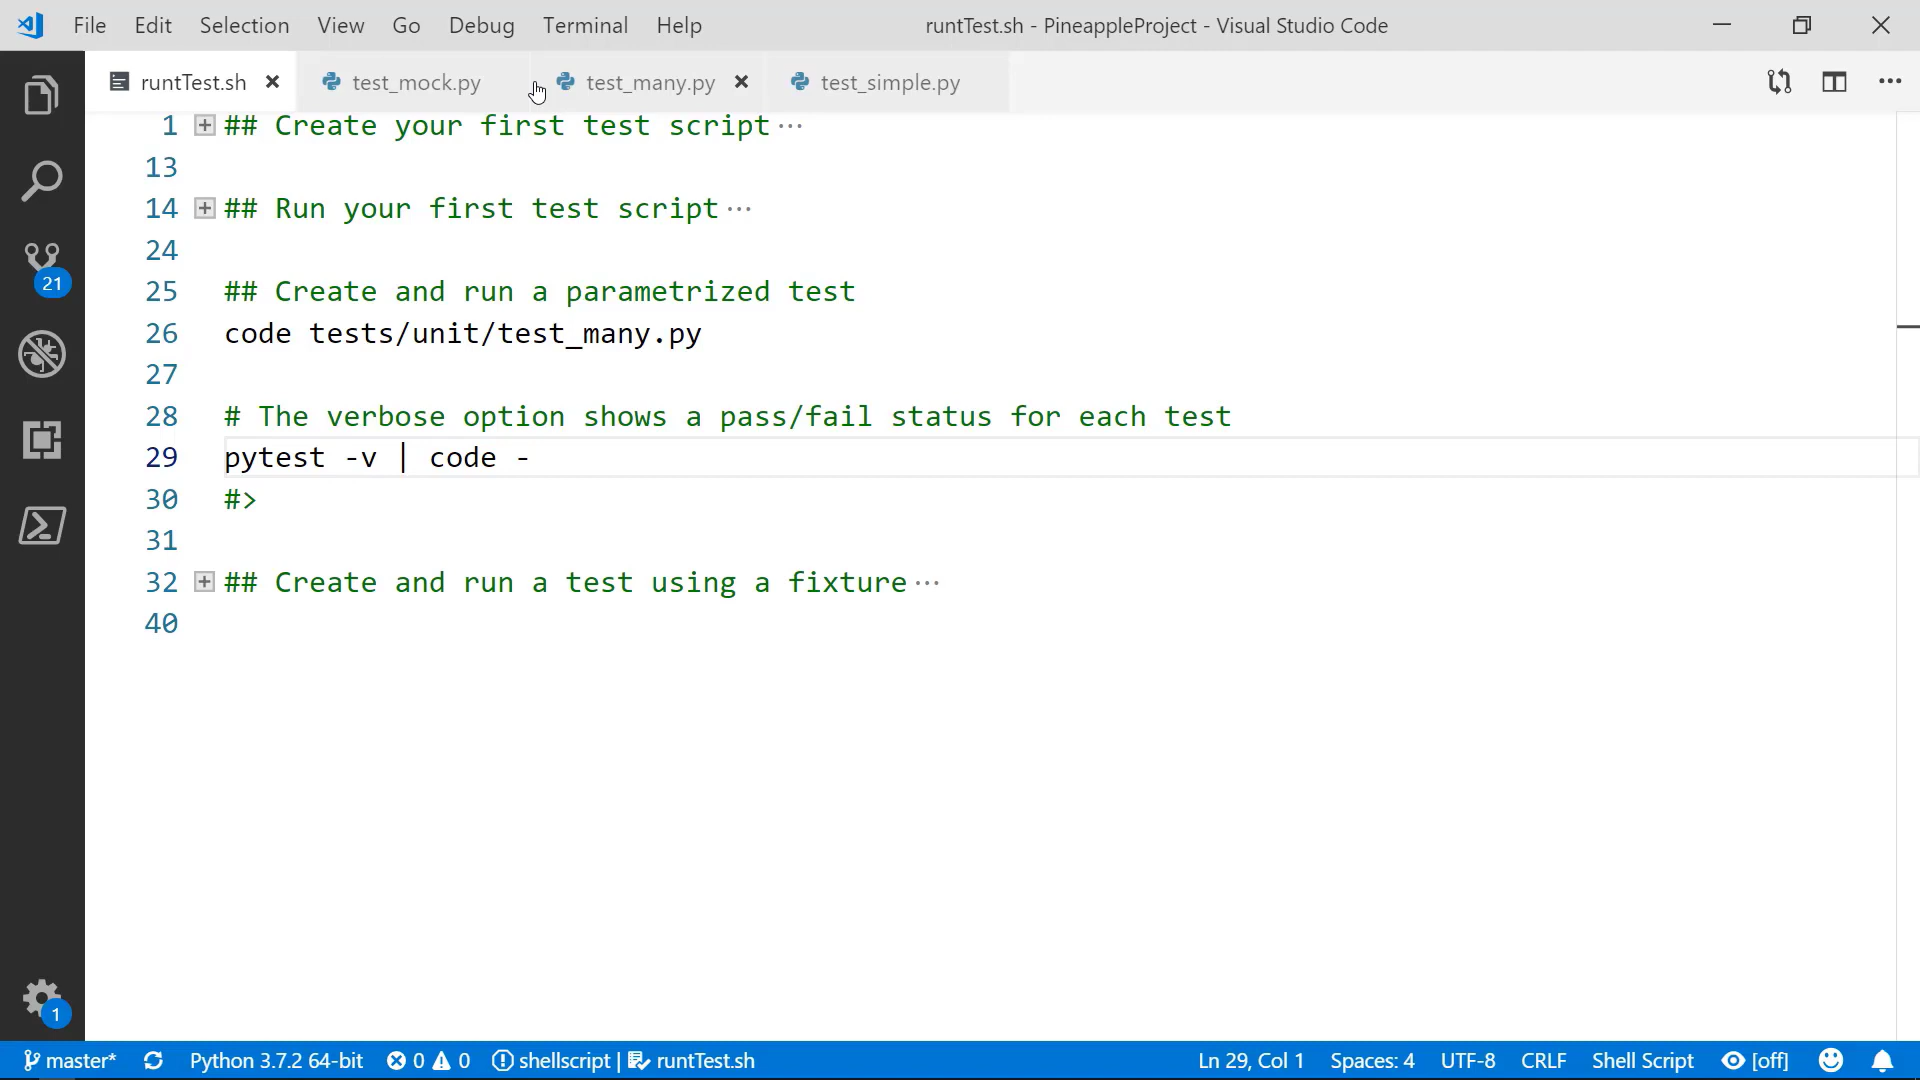 File Edit Selection View Go Debug Terminal Help runtTest.sh - PineappleProject - Visual Studio Code
runtTest.sh test_mock.py test_many.py test_simple.py
1 ## Create your first test script...
13
14 ## Run your first test script...
24
25 ## Create and run a parametrized test
26 code tests/unit/test_many.py
27
28 # The verbose option shows a pass/fail status for each test
29 pytest -v | code -
30 #>
31
32 ## Create and run a test using a fixture...
40
21
1
master* Python 3.7.2 64-bit 0 0 shellscript | runtTest.sh Ln 29, Col 1 Spaces: 4 UTF-8 CRLF Shell Script [off]